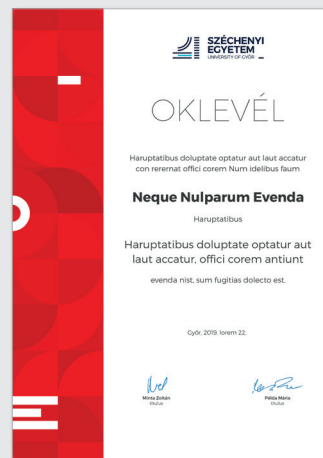 SZÉCHENYI
EGYETEM
UNIVERSITY OF GYŐR
OKLEVÉL
Haruptatibus doluptate optatur aut laut accatur
con rerernat offici corem Num idelibus faum
Neque Nulparum Evenda
Haruptatibus
Haruptatibus doluptate optatur aut
laut accatur, offici corem antiunt
evenda nist, sum fugitias dolecto est.
Győr, 2019. lorem 22.
Minta Zoltán
titulus
Példa Mária
titulus